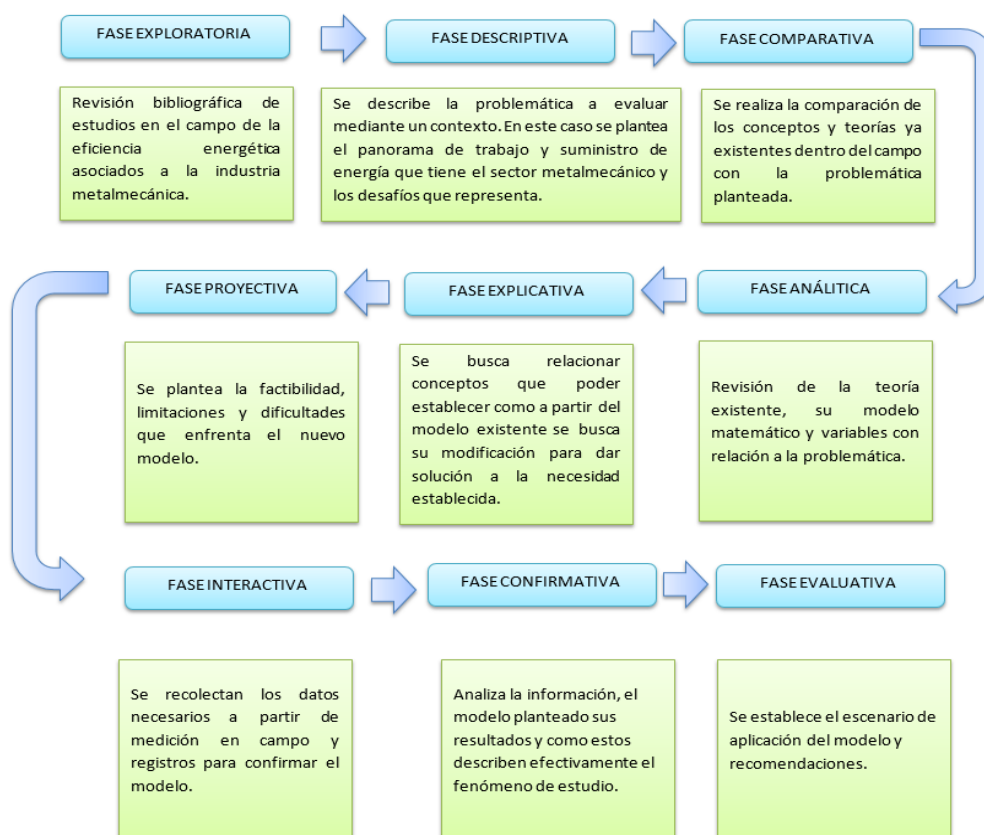 FASE EXPLORATORIA
FASE DESCRIPTIVA
FASE COMPARATIVA
Revisión bibliográfica de
estudios en el campo de la
eficiencia energética
asociados a la industria
metalmecánica.
Se describe la problemática a evaluar
mediante un contexto. En este caso se plantea
el panorama de trabajo y suministro de
energía que tiene el sector metalmecánico y
los desafíos que representa.
Se realiza la comparación de
los conceptos y teorías ya
existentes dentro del campo
con la problemática
planteada.
FASE PROYECTIVA
FASE EXPLICATIVA
FASE ANÁLITICA
Se plantea la factibilidad,
limitaciones y dificultades
que enfrenta el nuevo
modelo.
Se busca relacionar
conceptos que poder
establecer como a partir del
modelo existente se busca
su modificación para dar
solución a la necesidad
establecida.
Revisión de la teoría
existente, su modelo
matemático y variables con
relación a la problemática.
FASE INTERACTIVA
FASE CONFIRMATIVA
FASE EVALUATIVA
Se recolectan los datos
necesarios a partir de
medición en campo y
registros para confirmar el
modelo.
Analiza la información, el
modelo planteado sus
resultados y como estos
describen efectivamente el
fenómeno de estudio.
Se establece el escenario de
aplicación del modelo y
recomendaciones.